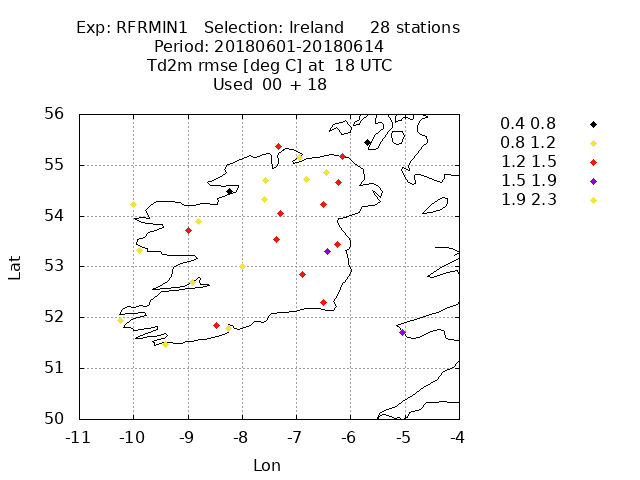 Exp: RFRMIN1 Selection: Ireland 28 stations
Period: 20180601-20180614
Td2m rmse [deg C] at 18 UTC
Used 00 + 18
0.4 0.8
0.8 1.2
1.2 1.5
1.5 1.9
1.9 2.3
56
55
54
53
52
51
50
Lat
-11 -10 -9 -8 -7 -6 -5 -4
Lon